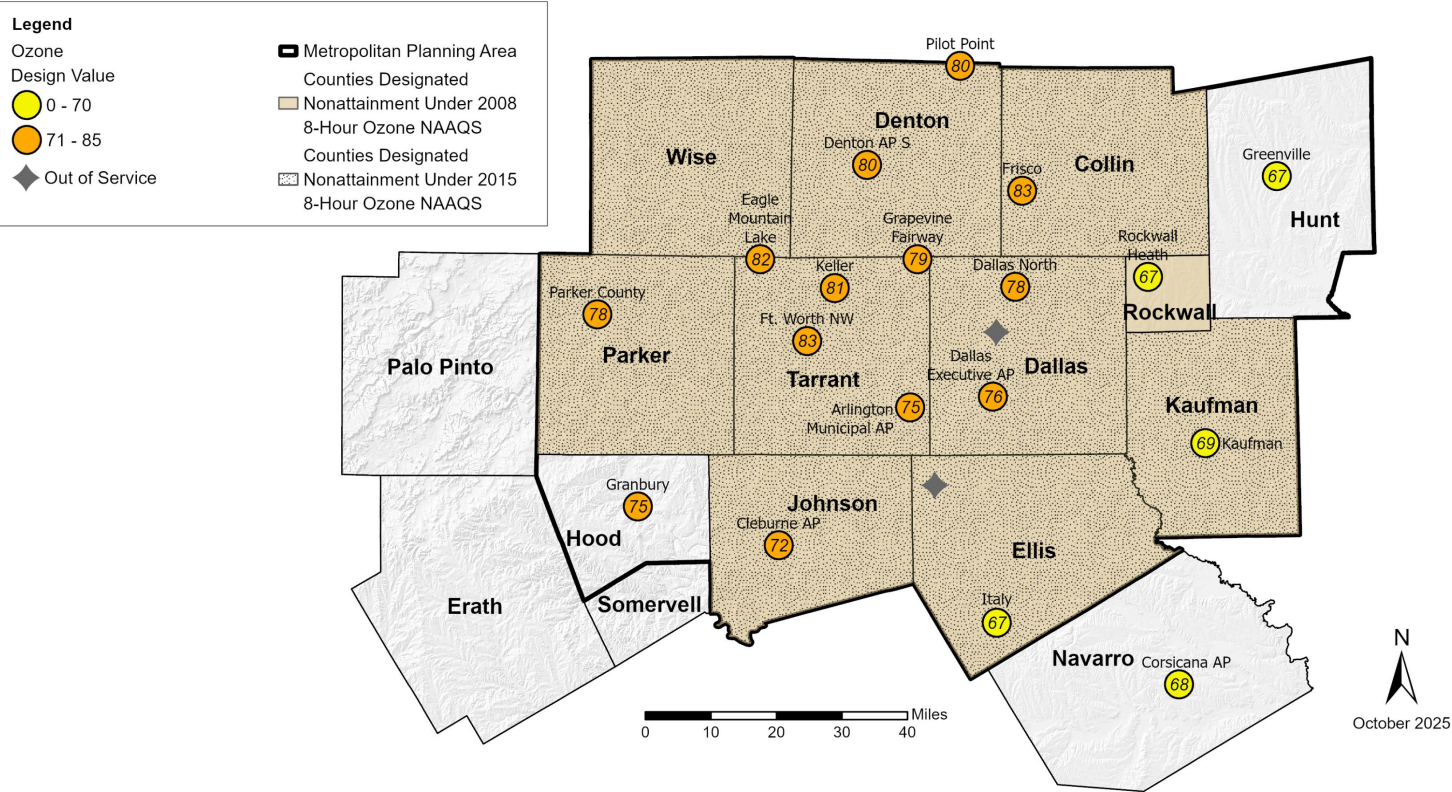 Legend
Ozone
Design Value
0 - 70
71 - 85
Out of Service
Metropolitan Planning Area
Counties Designated
Nonattainment Under 2008
8-Hour Ozone NAAQS
Counties Designated
Nonattainment Under 2015
8-Hour Ozone NAAQS
Pilot Point
80
Denton
Denton AP S
80
Wise
Collin
Frisco
83
Greenville
67
Hunt
Eagle
Mountain
Lake
82
Grapevine
Fairway
79
Rockwall
Heath
67
Rockwall
Keller
81
Dallas North
78
Parker County
78
Parker
Ft. Worth NW
83
Tarrant
Palo Pinto
Dallas
Executive AP
76
Dallas
Arlington
Municipal AP
75
Kaufman
69
Kaufman
Granbury
75
Hood
Johnson
Cleburne AP
72
Ellis
Erath
Somervell
Italy
67
Navarro
Corsicana AP
68
0
10
20
30
40
Miles
N
October 2025